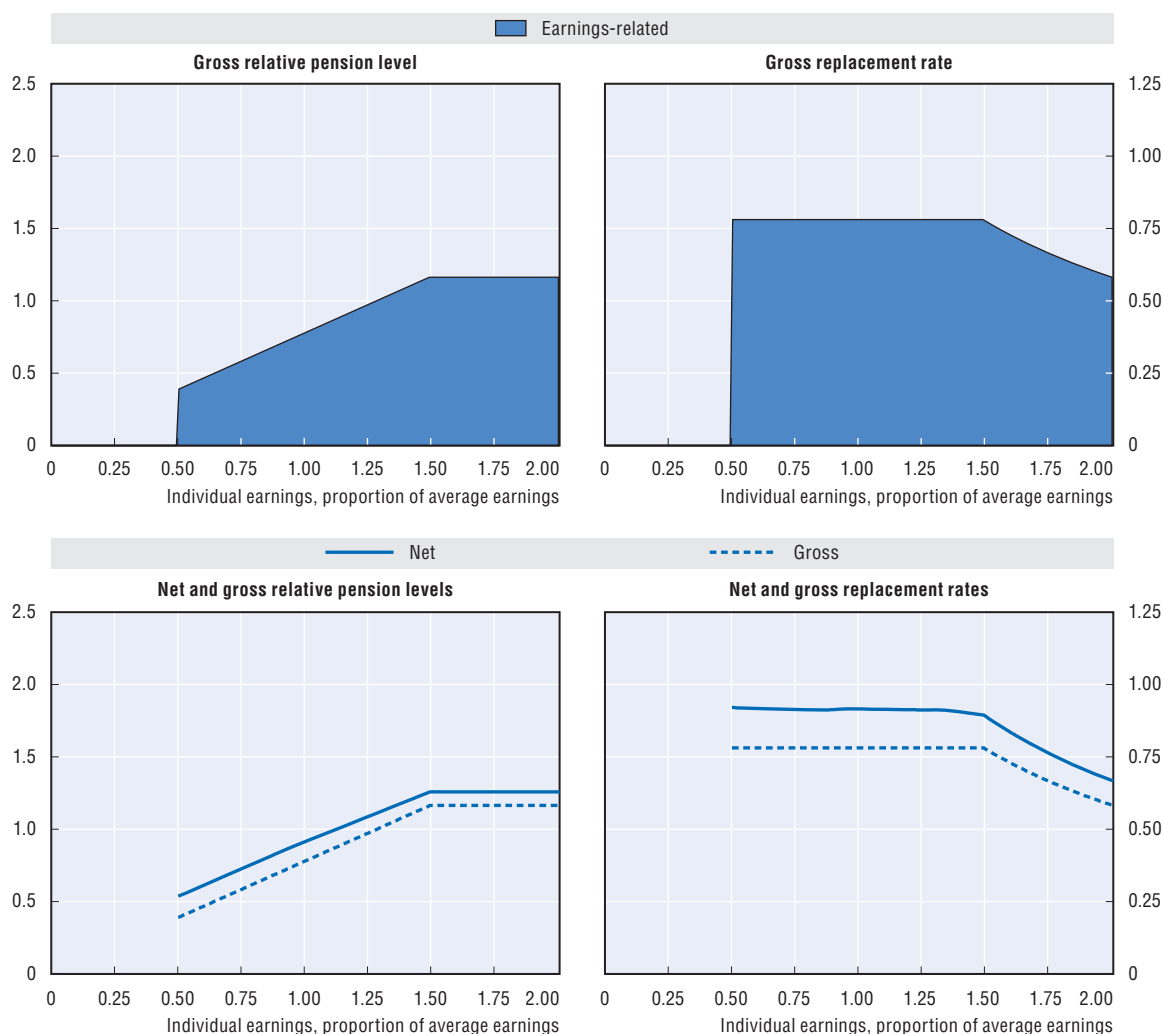 Earnings-related
Gross relative pension level
Gross replacement rate
2.5
2.0
1.5
1.0
0.5
0
1.25
1.00
0.75
0.50
0.25
0
0 0.25 0.50 0.75 1.00 1.25 1.50 1.75 2.00
0 0.25 0.50 0.75 1.00 1.25 1.50 1.75 2.00
Individual earnings, proportion of average earnings
Individual earnings, proportion of average earnings
Net Gross
Net and gross relative pension levels
Net and gross replacement rates
2.5
2.0
1.5
1.0
0.5
0
1.25
1.00
0.75
0.50
0.25
0
0 0.25 0.50 0.75 1.00 1.25 1.50 1.75 2.00
0 0.25 0.50 0.75 1.00 1.25 1.50 1.75 2.00
Individual earnings, proportion of average earnings
Individual earnings, proportion of average earnings